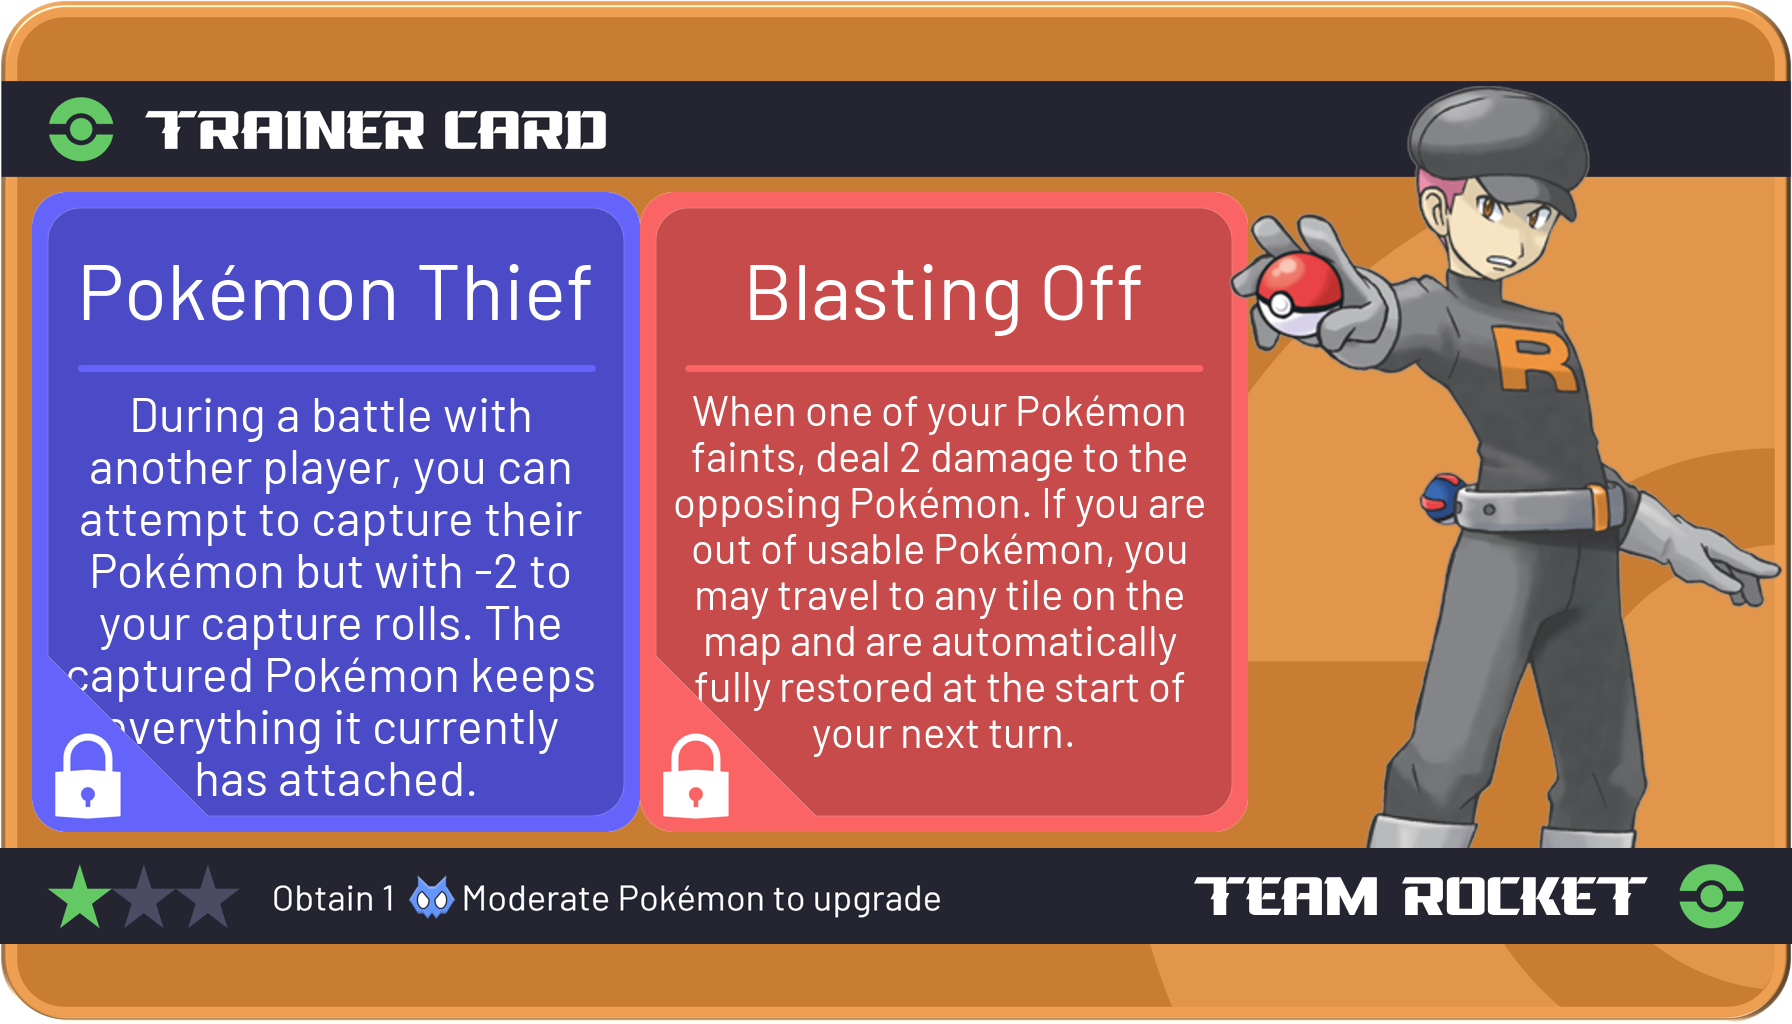 TRAINER CARD
Pokémon Thief
During a battle with
another player, you can
attempt to capture their
Pokémon but with -2 to
your capture rolls. The
captured Pokémon keeps
everything it currently
has attached.
Blasting Off
When one of your Pokémon
faints, deal 2 damage to the
opposing Pokémon. If you are
out of usable Pokémon, you
may travel to any tile on the
map and are automatically
fully restored at the start of
your next turn.
R
Obtain 1 Moderate Pokémon to upgrade
TEAM ROCKET